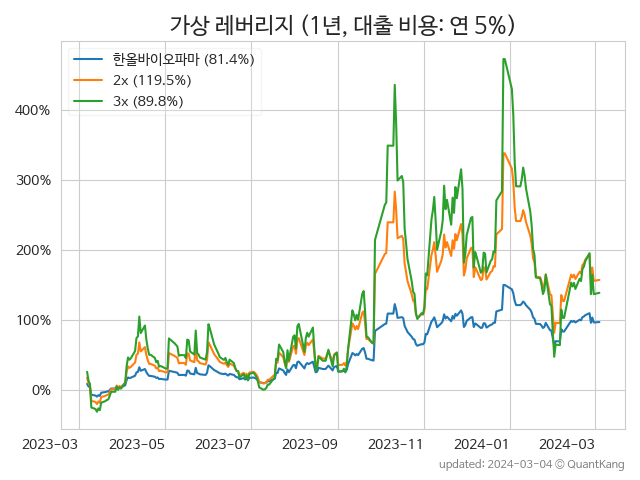 가상 레버리지 (1년, 대출 비용: 연 5%)
한올바이오파마 (81.4%)
2x (119.5%)
3x (89.8%)
400%
300%
200%
100%
0%
2023-03 2023-05 2023-07 2023-09 2023-11 2024-01 2024-03
updated: 2024-03-04 © QuantKang